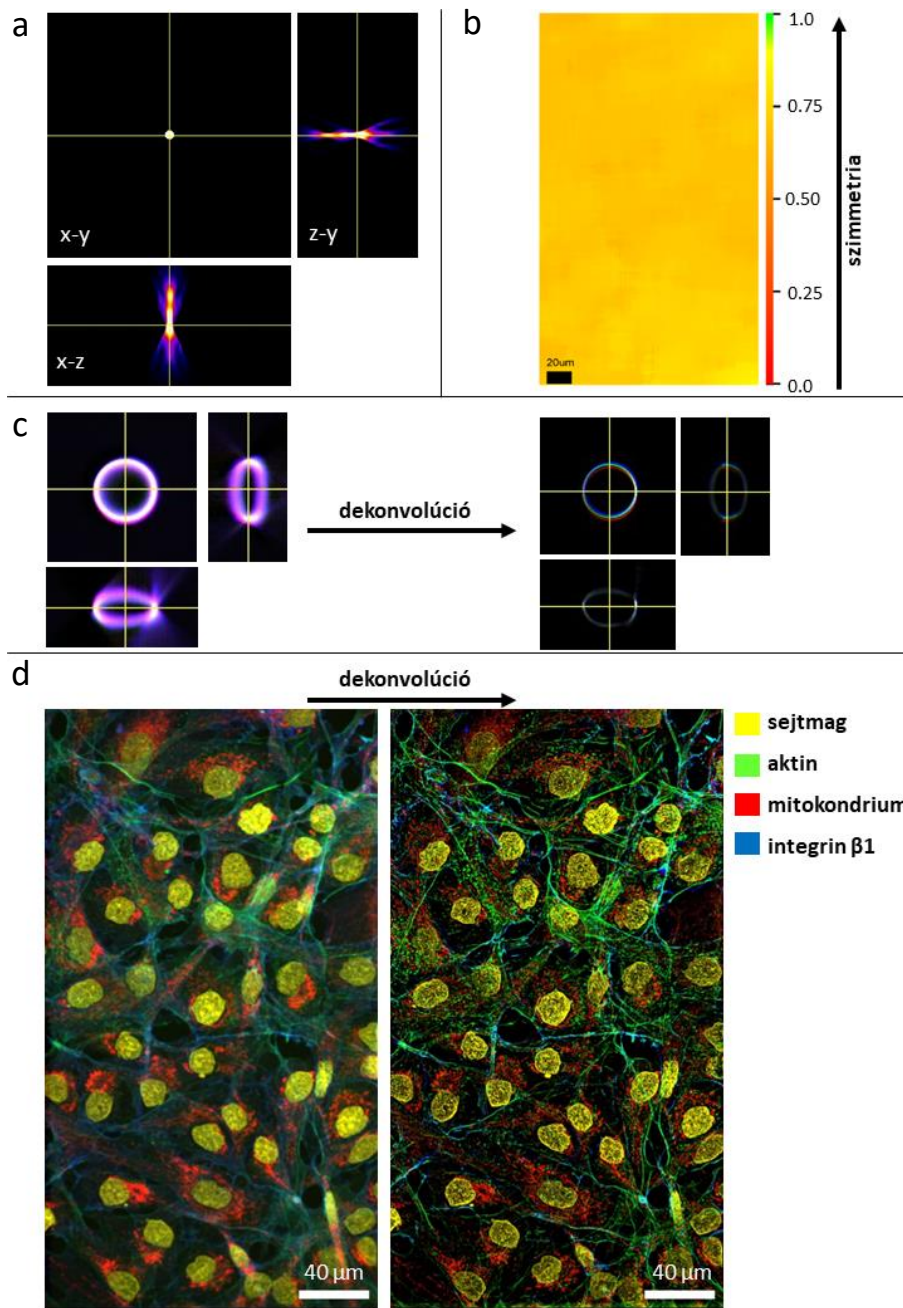 a
x-y
z-y
x-z
b
1.0
0.75
0.50
0.25
0.0
szimmetria
20um
c
dekonvolúció
d
dekonvolúció
sejtmag
aktin
mitokondrium
integrin β1
40 µm
40 µm